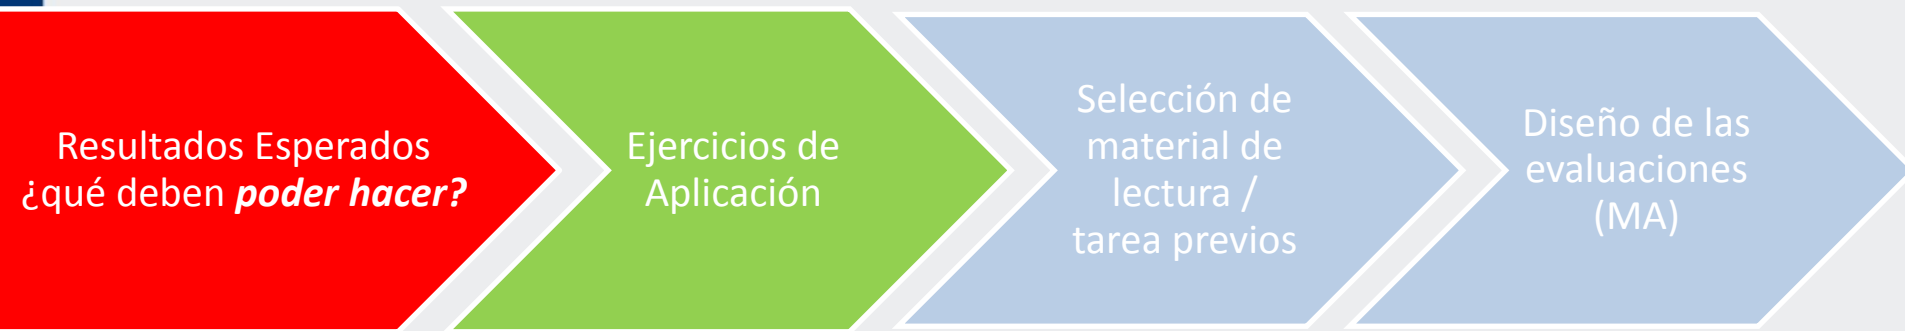 Resultados Esperados
¿qué deben poder hacer?
Ejercicios de
Aplicación
Selección de
material de
lectura /
tarea previos
Diseño de las
evaluaciones
(MA)